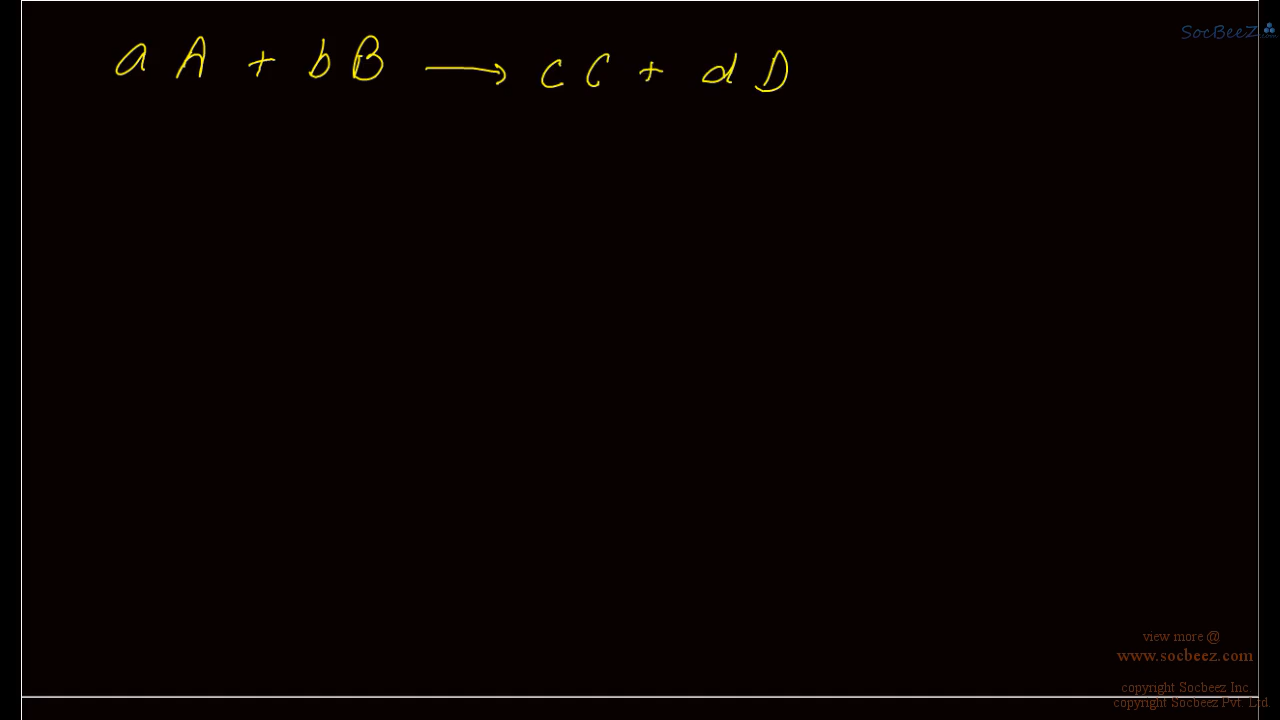 SocBeeZ
a A + b B → c C + d D
view more @
www.socbeez.com
copyright Socbeez Inc.
copyright Socbeez Pvt. Ltd.